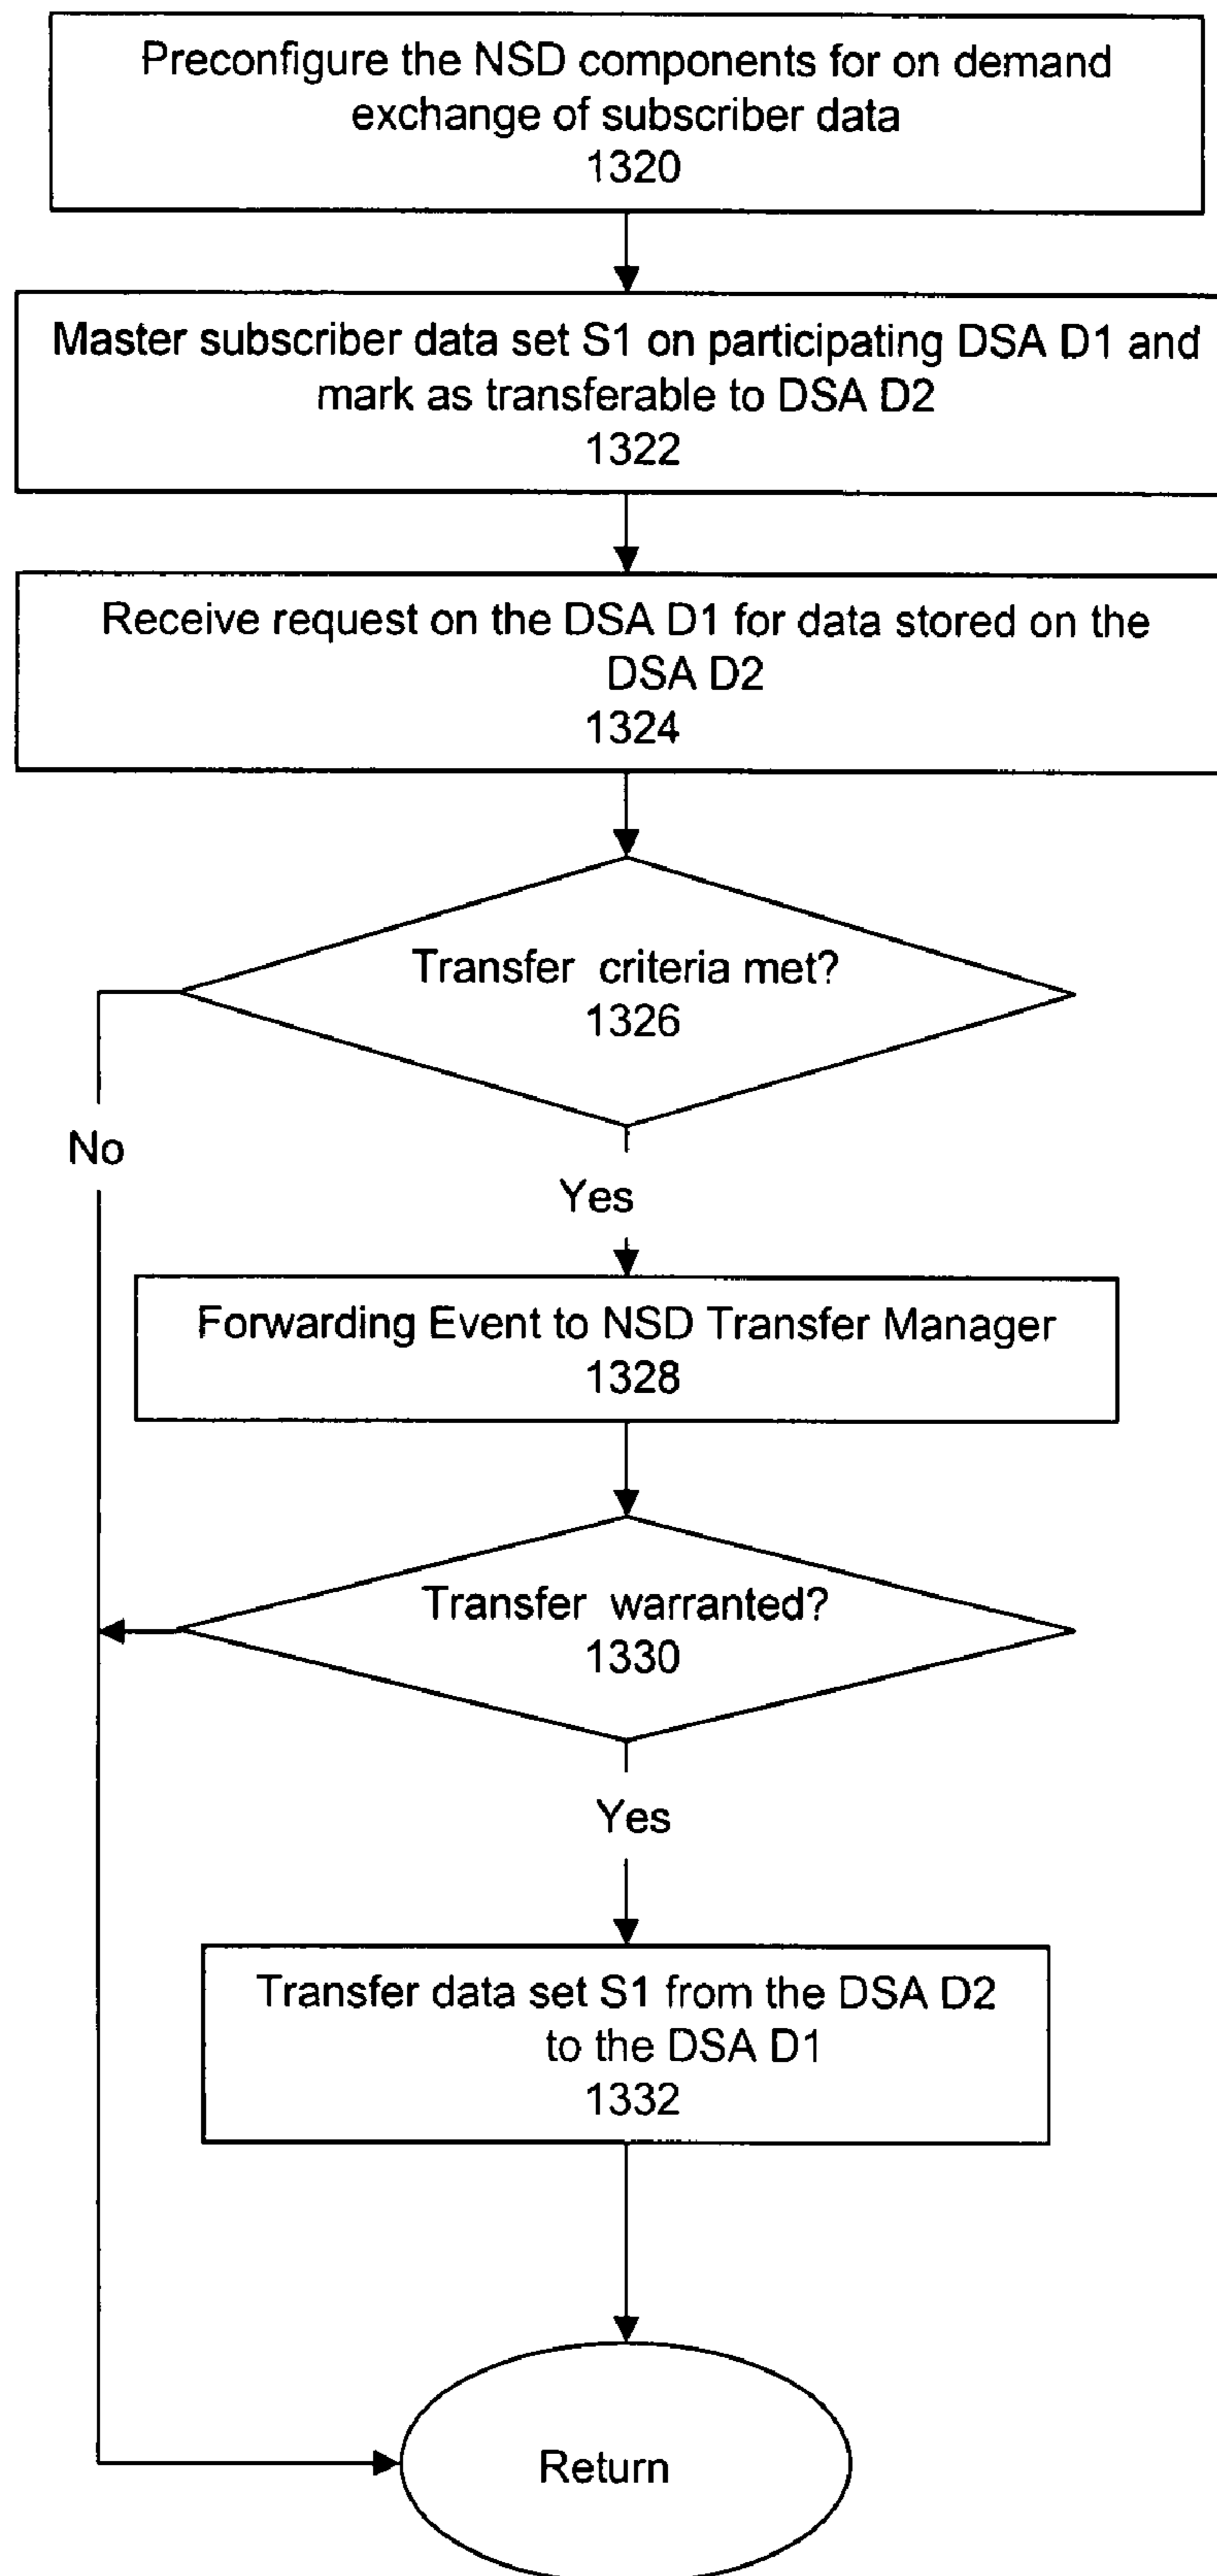 Preconfigure the NSD components for on demand
exchange of subscriber data
1320
Master subscriber data set S1 on participating DSA D1 and
mark as transferable to DSA D2
1322
Receive request on the DSA D1 for data stored on the
DSA D2
1324
Transfer criteria met?
1326
No
Yes
Forwarding Event to NSD Transfer Manager
1328
Transfer warranted?
1330
Yes
Transfer data set S1 from the DSA D2
to the DSA D1
1332
Return